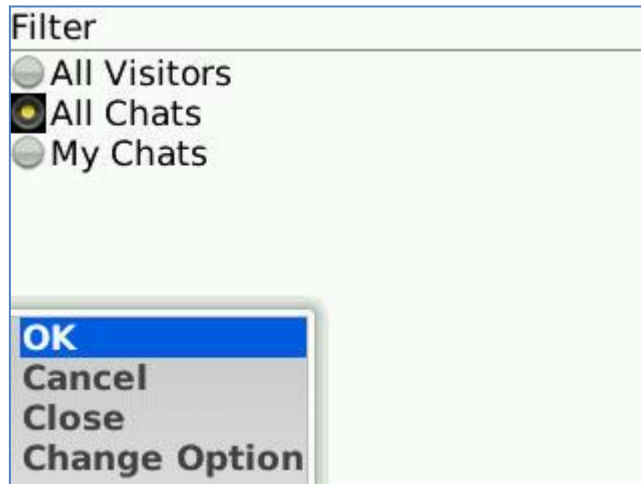 Filter
All Visitors
All Chats
My Chats
OK
Cancel
Close
Change Option